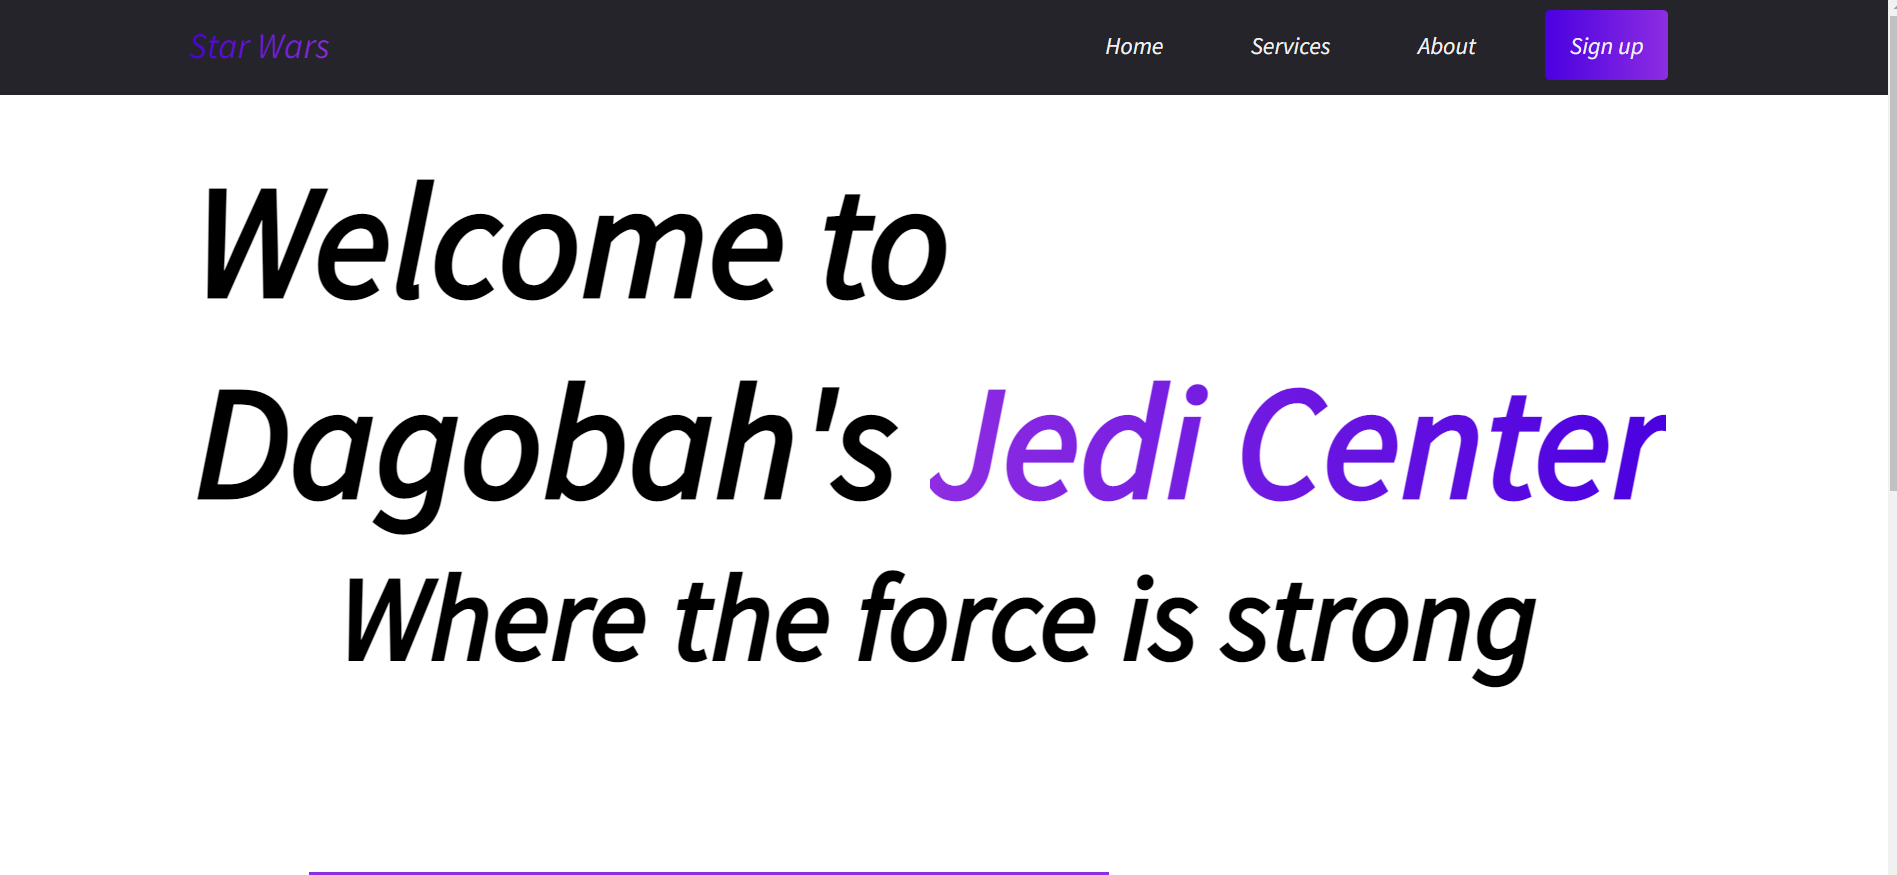 Star Wars
Home Services About Sign up
Welcome to
Dagobah's Jedi Center
Where the force is strong